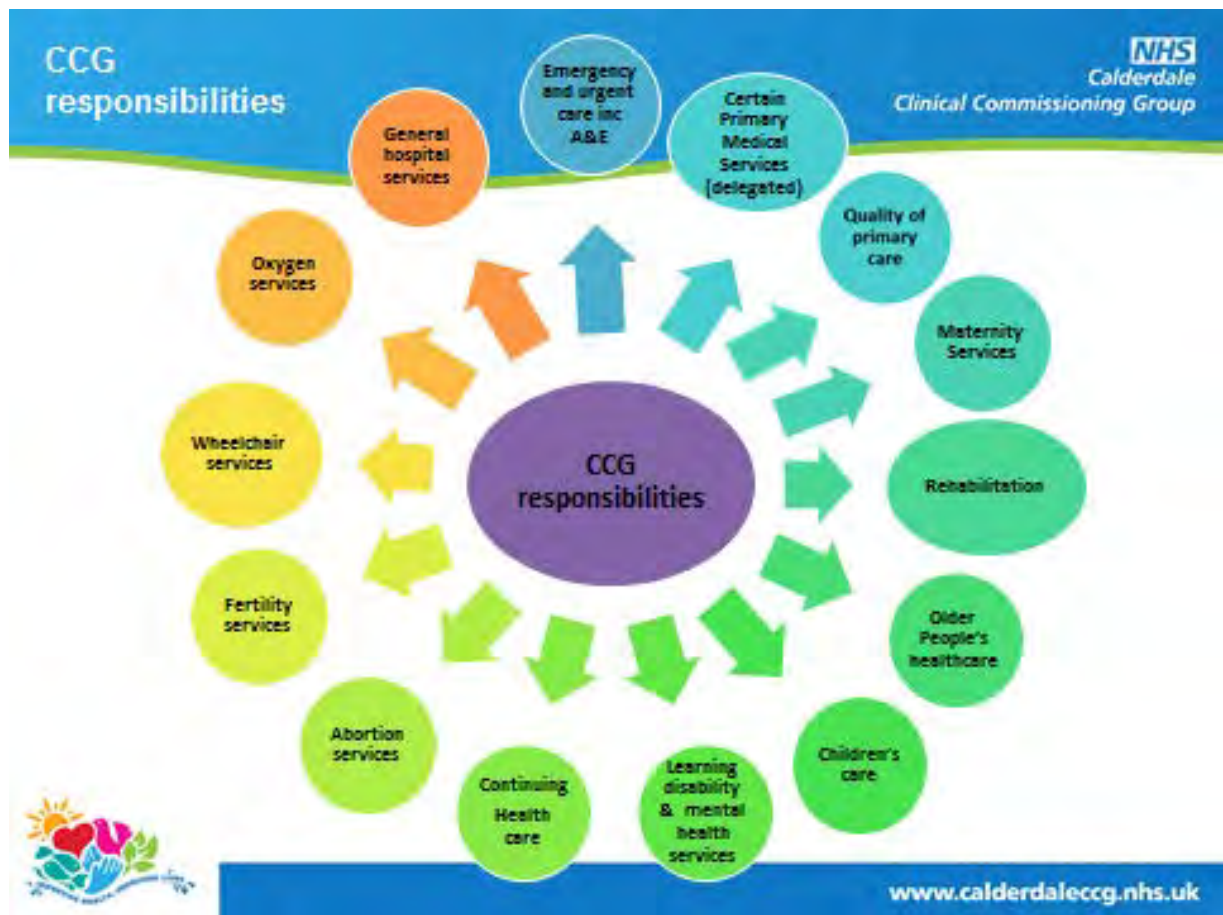 CCG
responsibilities
NHS
Calderdale
Clinical Commissioning Group
Emergency
and urgent
care inc
A&E
Certain
Primary
Medical
Services
(delegated)
Quality of
primary
care
Maternity
Services
Rehabilitation
Older
People's
healthcare
Children's
care
Learning
disability
& mental
health
services
Continuing
Health
care
Abortion
services
Fertility
services
Wheelchair
services
Oxygen
services
General
hospital
services
CCG
responsibilities
www.calderdaleccg.nhs.uk